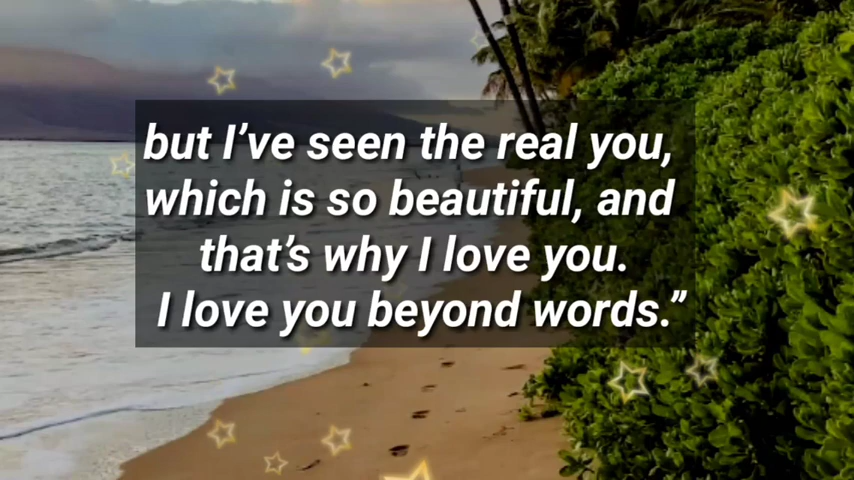 but I’ve seen the real you,
which is so beautiful, and
that’s why I love you.
I love you beyond words.”